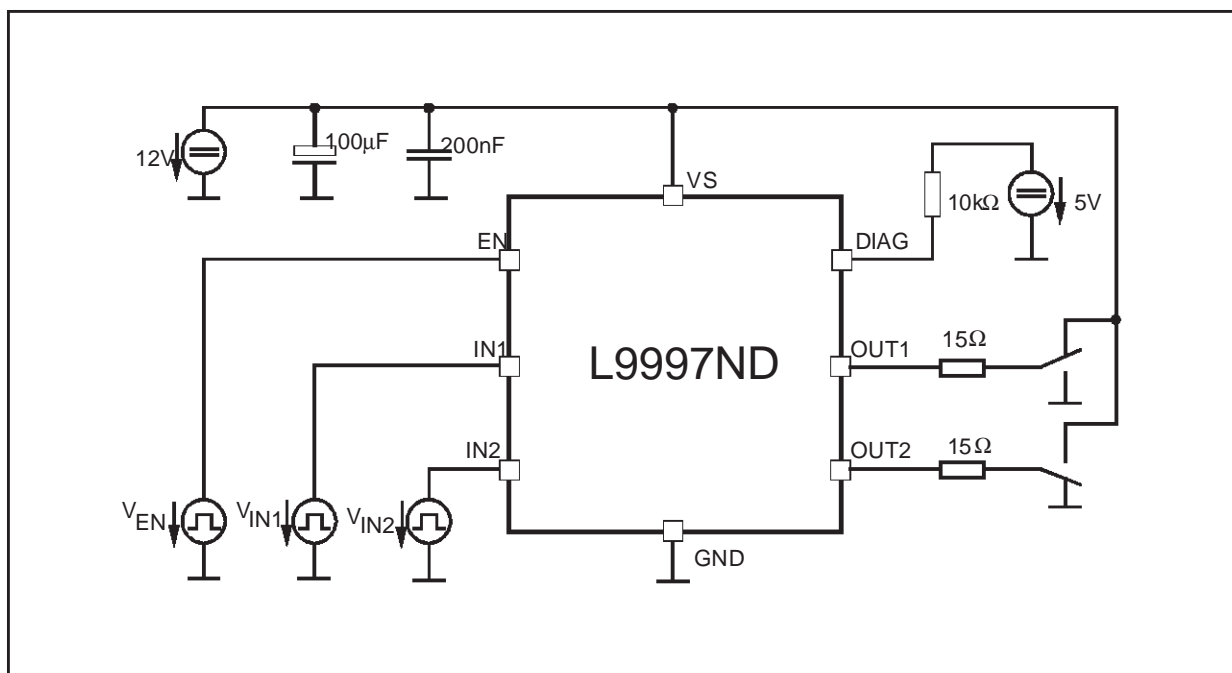 12V
100µF
200nF
VS
10kΩ
5V
EN
DIAG
IN1
L9997ND
OUT1
15Ω
IN2
OUT2
15Ω
VEN
VIN1
VIN2
GND